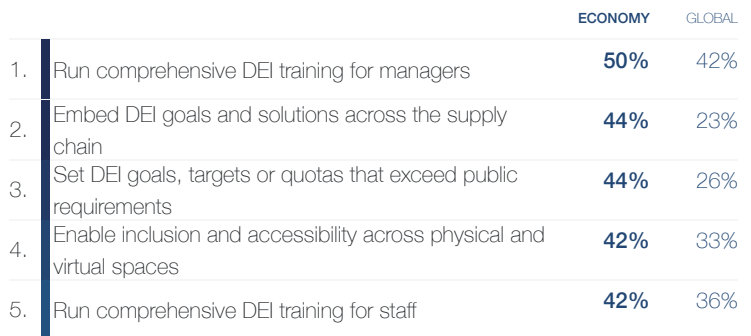 ECONOMY GLOBAL
1. Run comprehensive DEI training for managers 50% 42%
2. Embed DEI goals and solutions across the supply 44% 23%
chain
3. Set DEI goals, targets or quotas that exceed public 44% 26%
requirements
4. Enable inclusion and accessibility across physical and 42% 33%
virtual spaces
5. Run comprehensive DEI training for staff 42% 36%